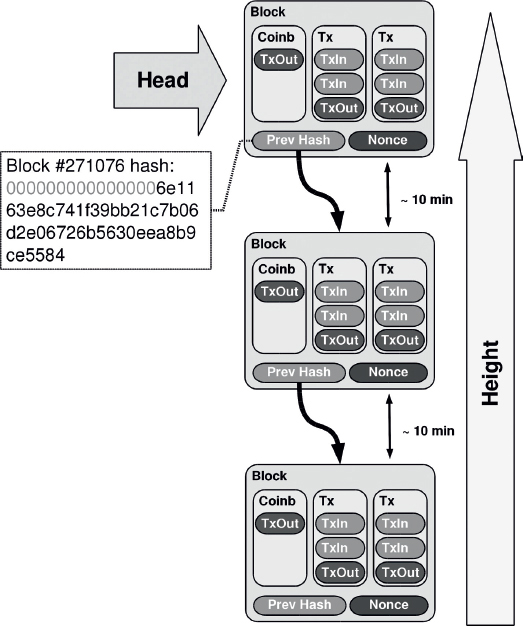 Block
Coinb Tx Tx
TxOut TxIn TxIn
TxIn TxIn
TxOut TxOut
Prev Hash Nonce
Head
Block #271076 hash:
0000000000000006e11
63e8c741f39bb21c7b06
d2e06726b5630eea8b9
ce5584
~ 10 min
Block
Coinb Tx Tx
TxOut TxIn TxIn
TxIn TxIn
TxOut TxOut
Prev Hash Nonce
~ 10 min
Block
Coinb Tx Tx
TxOut TxIn TxIn
TxIn TxIn
TxOut TxOut
Prev Hash Nonce
Height